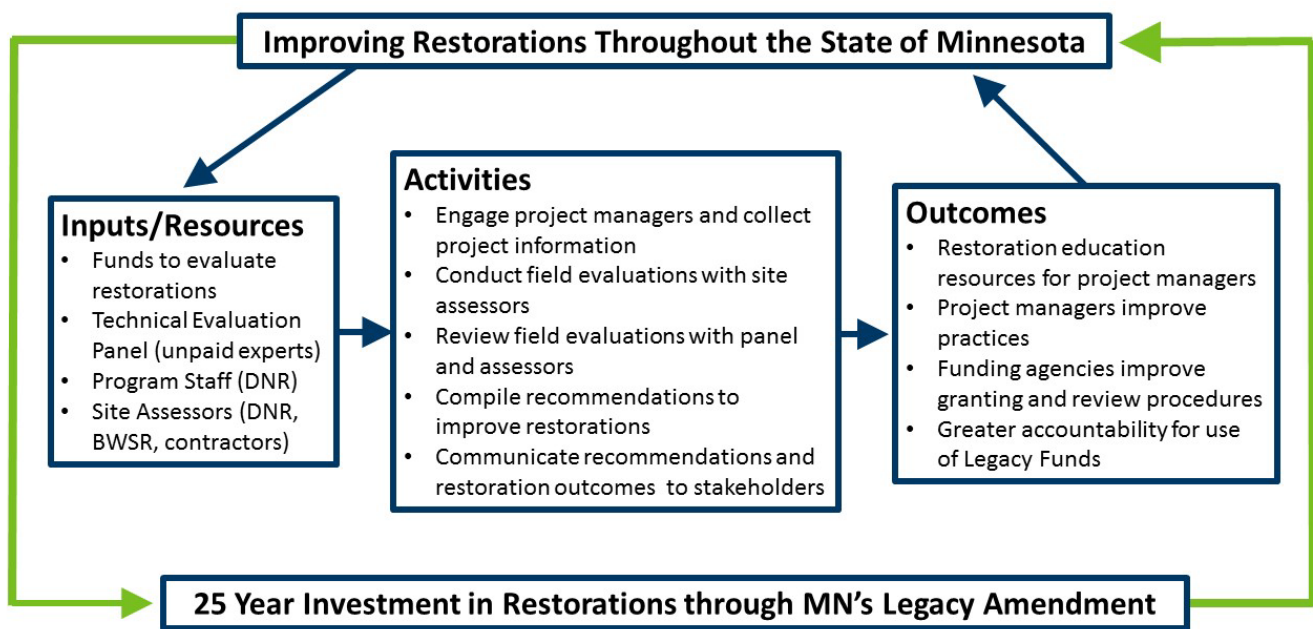 Improving Restorations Throughout the State of Minnesota
Inputs/Resources
• Funds to evaluate
restorations
• Technical Evaluation
Panel (unpaid experts)
• Program Staff (DNR)
• Site Assessors (DNR,
BWSR, contractors)
Activities
• Engage project managers and collect
project information
• Conduct field evaluations with site
assessors
• Review field evaluations with panel
and assessors
• Compile recommendations to
improve restorations
• Communicate recommendations and
restoration outcomes to stakeholders
Outcomes
• Restoration education
resources for project managers
• Project managers improve
practices
• Funding agencies improve
granting and review procedures
• Greater accountability for use
of Legacy Funds
25 Year Investment in Restorations through MN's Legacy Amendment